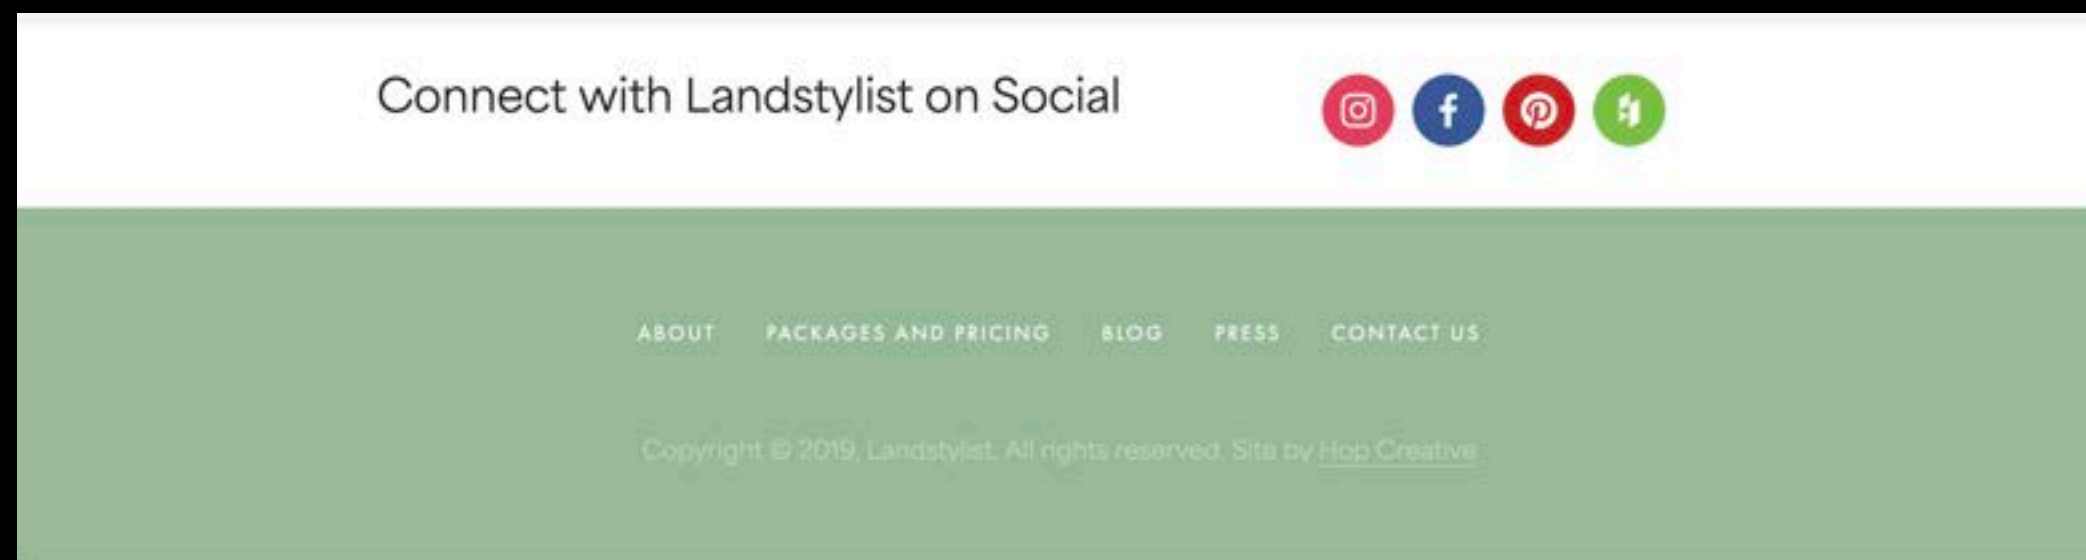 Connect with Landstylist on Social
ABOUT PACKAGES AND PRICING BLOG PRESS CONTACT US
Copyright © 2019, Landstylist. All rights reserved. Site by Hop Creative